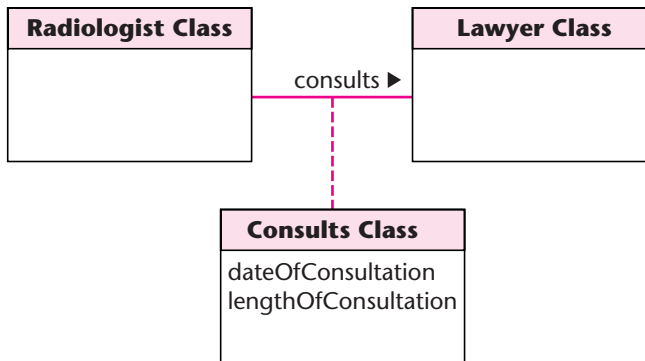 Radiologist Class
Lawyer Class
consults ▶
Consults Class
dateOfConsultation
lengthOfConsultation